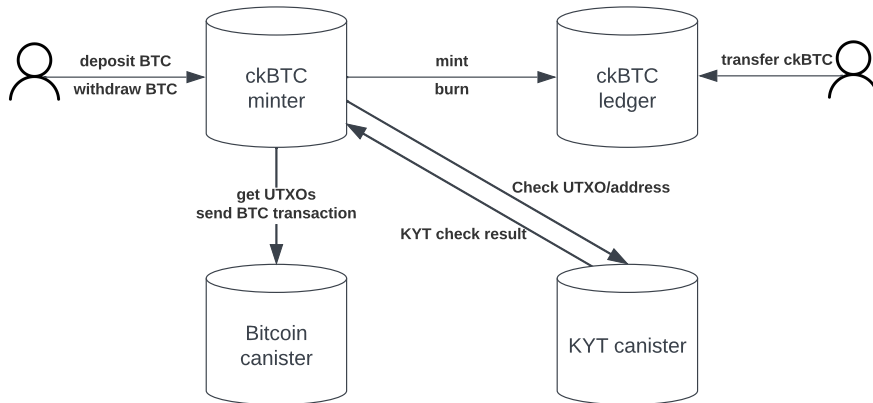 deposit BTC
withdraw BTC
ckBTC
minter
mint
burn
ckBTC
ledger
transfer ckBTC
get UTXOs
send BTC transaction
Check UTXO/address
KYT check result
Bitcoin
canister
KYT canister